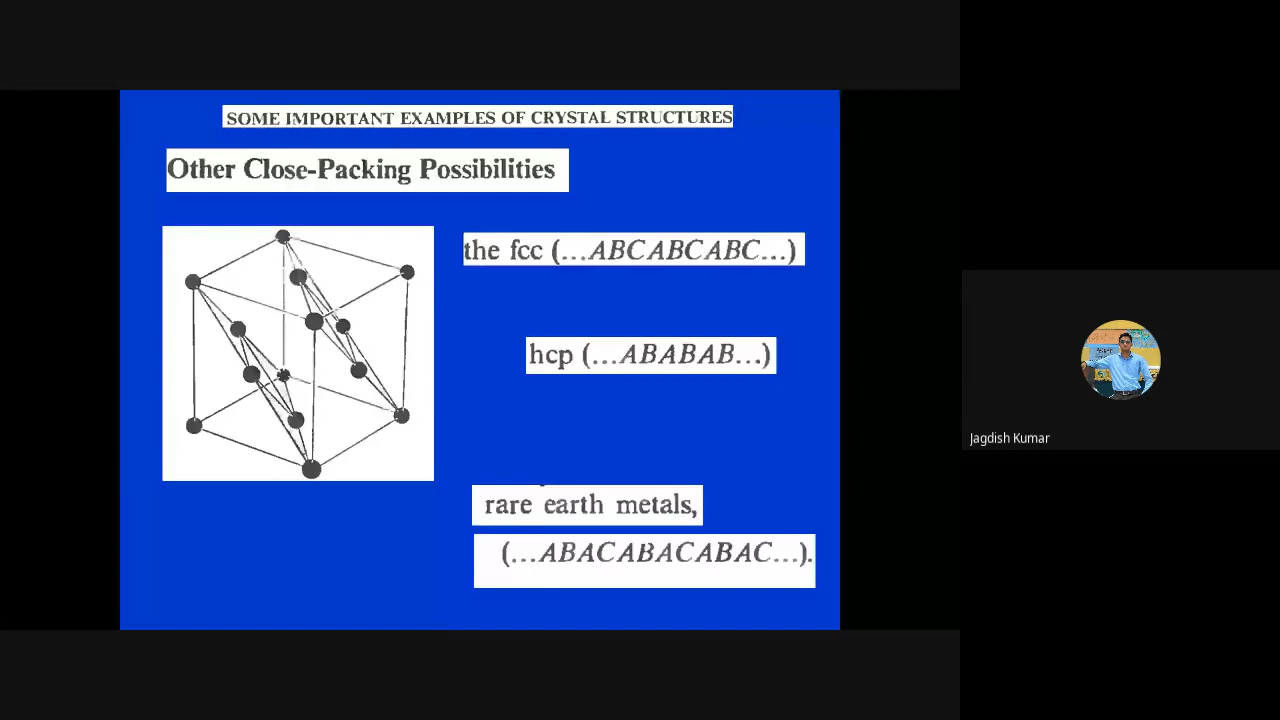 SOME IMPORTANT EXAMPLES OF CRYSTAL STRUCTURES
Other Close-Packing Possibilities
the fcc (...ABCABCABC...)
hcp (...ABABAB...)
rare earth metals,
(...ABACABACABAC...).
Jagdish Kumar